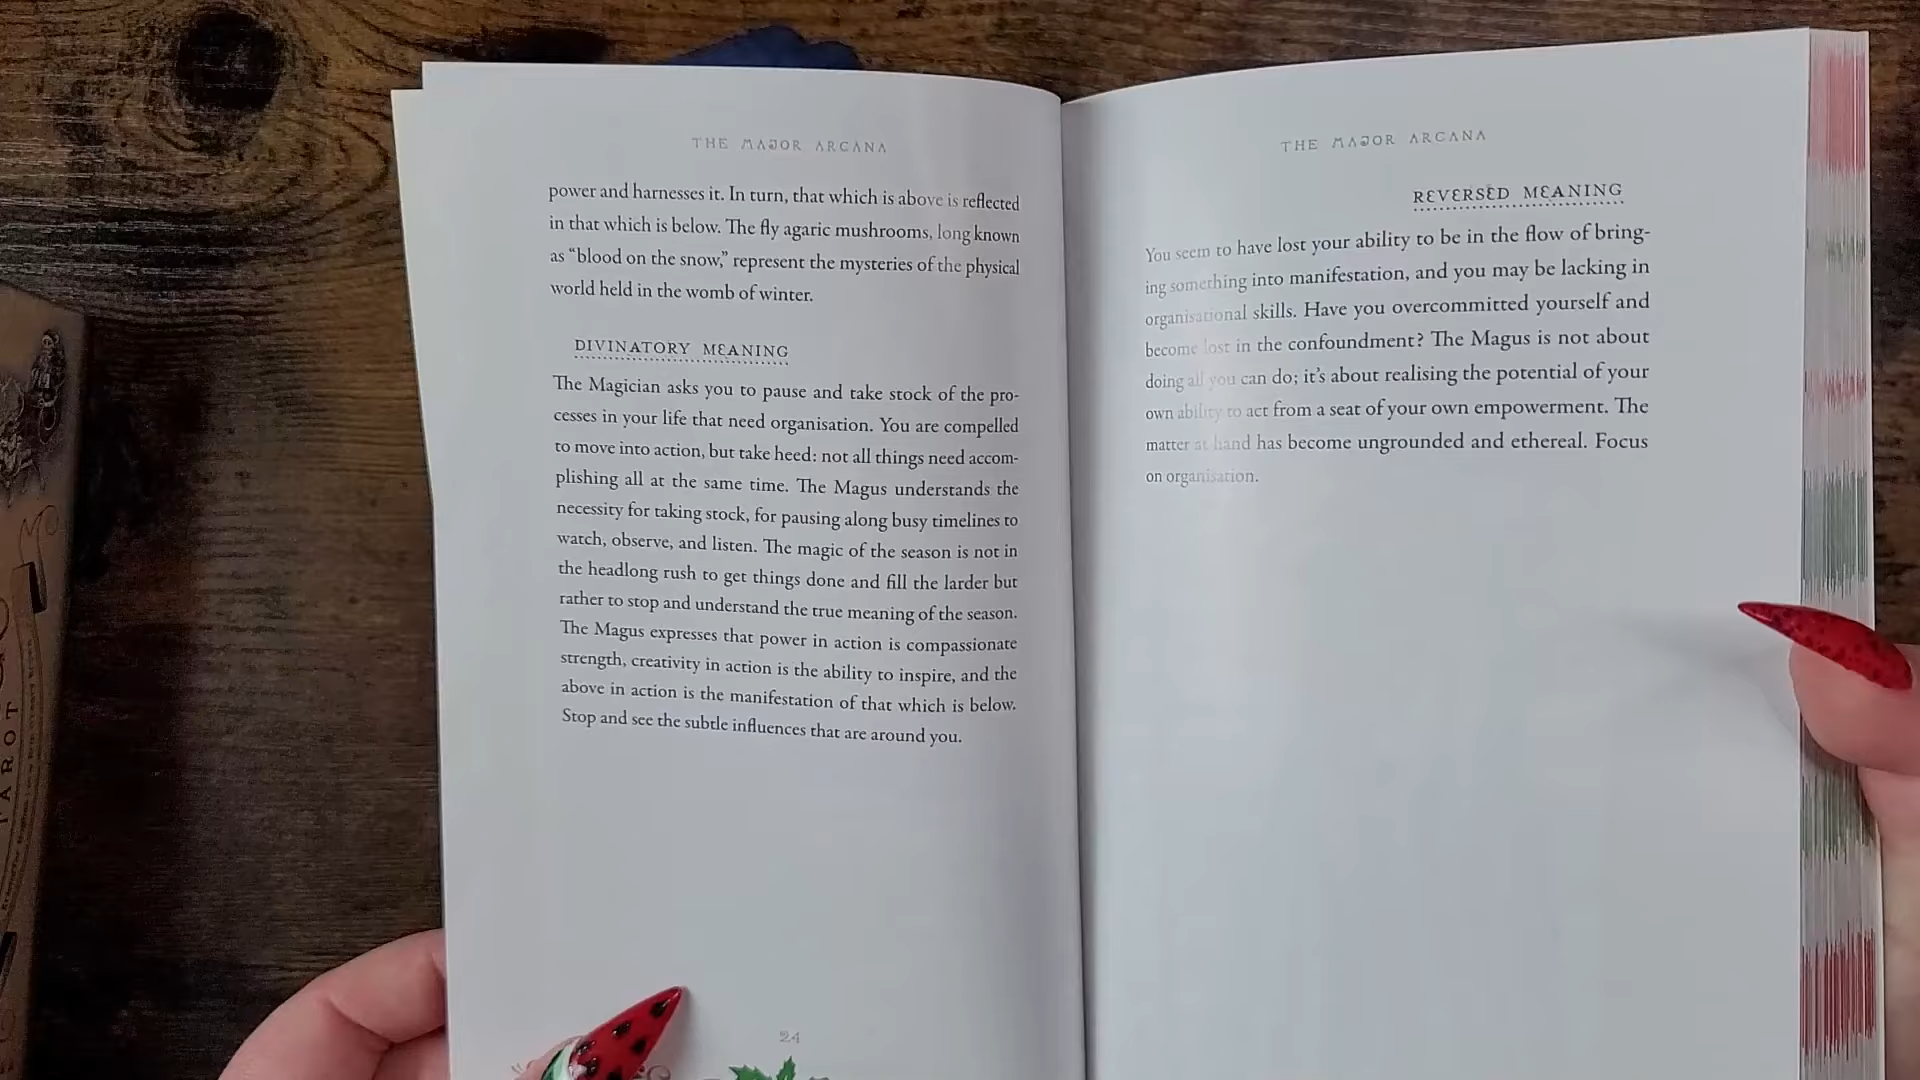 THE MAJOR ARCANA
power and harnesses it. In turn, that which is above is reflected
in that which is below. The fly agaric mushrooms, long known
as “blood on the snow,” represent the mysteries of the physical
world held in the womb of winter.
DIVINATORY MEANING
The Magician asks you to pause and take stock of the pro-
cesses in your life that need organisation. You are compelled
to move into action, but take heed: not all things need accom-
plishing all at the same time. The Magus understands the
necessity for taking stock, for pausing along busy timelines to
watch, observe, and listen. The magic of the season is not in
the headlong rush to get things done and fill the larder but
rather to stop and understand the true meaning of the season.
The Magus expresses that power in action is compassionate
strength, creativity in action is the ability to inspire, and the
above in action is the manifestation of that which is below.
Stop and see the subtle influences that are around you.
24
THE MAJOR ARCANA
REVERSED MEANING
You seem to have lost your ability to be in the flow of bring-
ing something into manifestation, and you may be lacking in
organisational skills. Have you overcommitted yourself and
become lost in the confoundment? The Magus is not about
doing all you can do; it’s about realising the potential of your
own ability to act from a seat of your own empowerment. The
matter at hand has become ungrounded and ethereal. Focus
on organisation.
TAROT